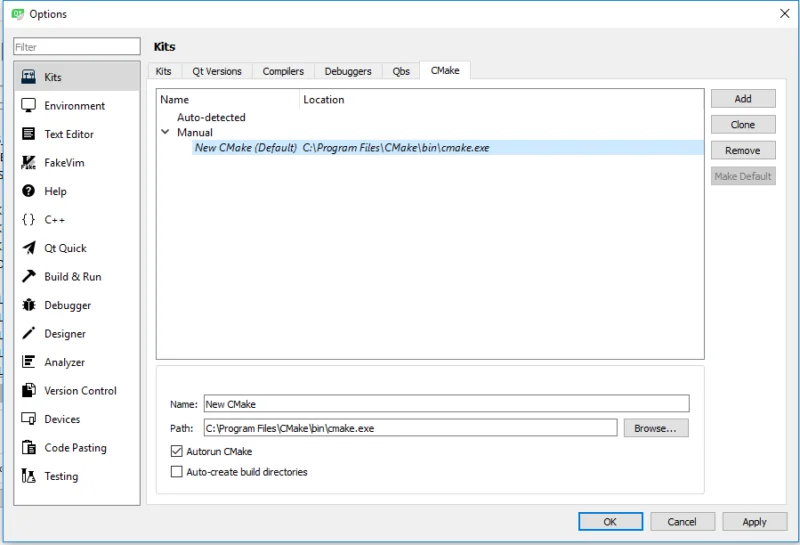 Options
Filter
Kits
Kits
Environment
Text Editor
FakeVim
Help
C++
Qt Quick
Build & Run
Debugger
Designer
Analyzer
Version Control
Devices
Code Pasting
Testing
Kits Qt Versions Compilers Debuggers Qbs CMake
Name Location
Auto-detected
Manual
New CMake (Default) C:\Program Files\CMake\bin\cmake.exe
Add
Clone
Remove
Make Default
Name: New CMake
Path: C:\Program Files\CMake\bin\cmake.exe Browse...
Autorun CMake
Auto-create build directories
OK Cancel Apply